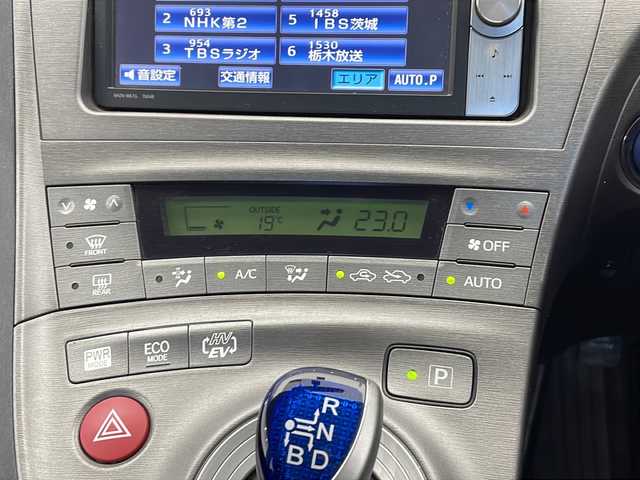 693
2 NHK第2
1458
5 IBS茨城
954
3 TBSラジオ
1530
6 栃木放送
音設定
交通情報
エリア
AUTO.P
OUTSIDE
19℃
23.0
OFF
FRONT
REAR
A/C
AUTO
PWR
MODE
ECO
MODE
HV
EV
P
R
N
B D